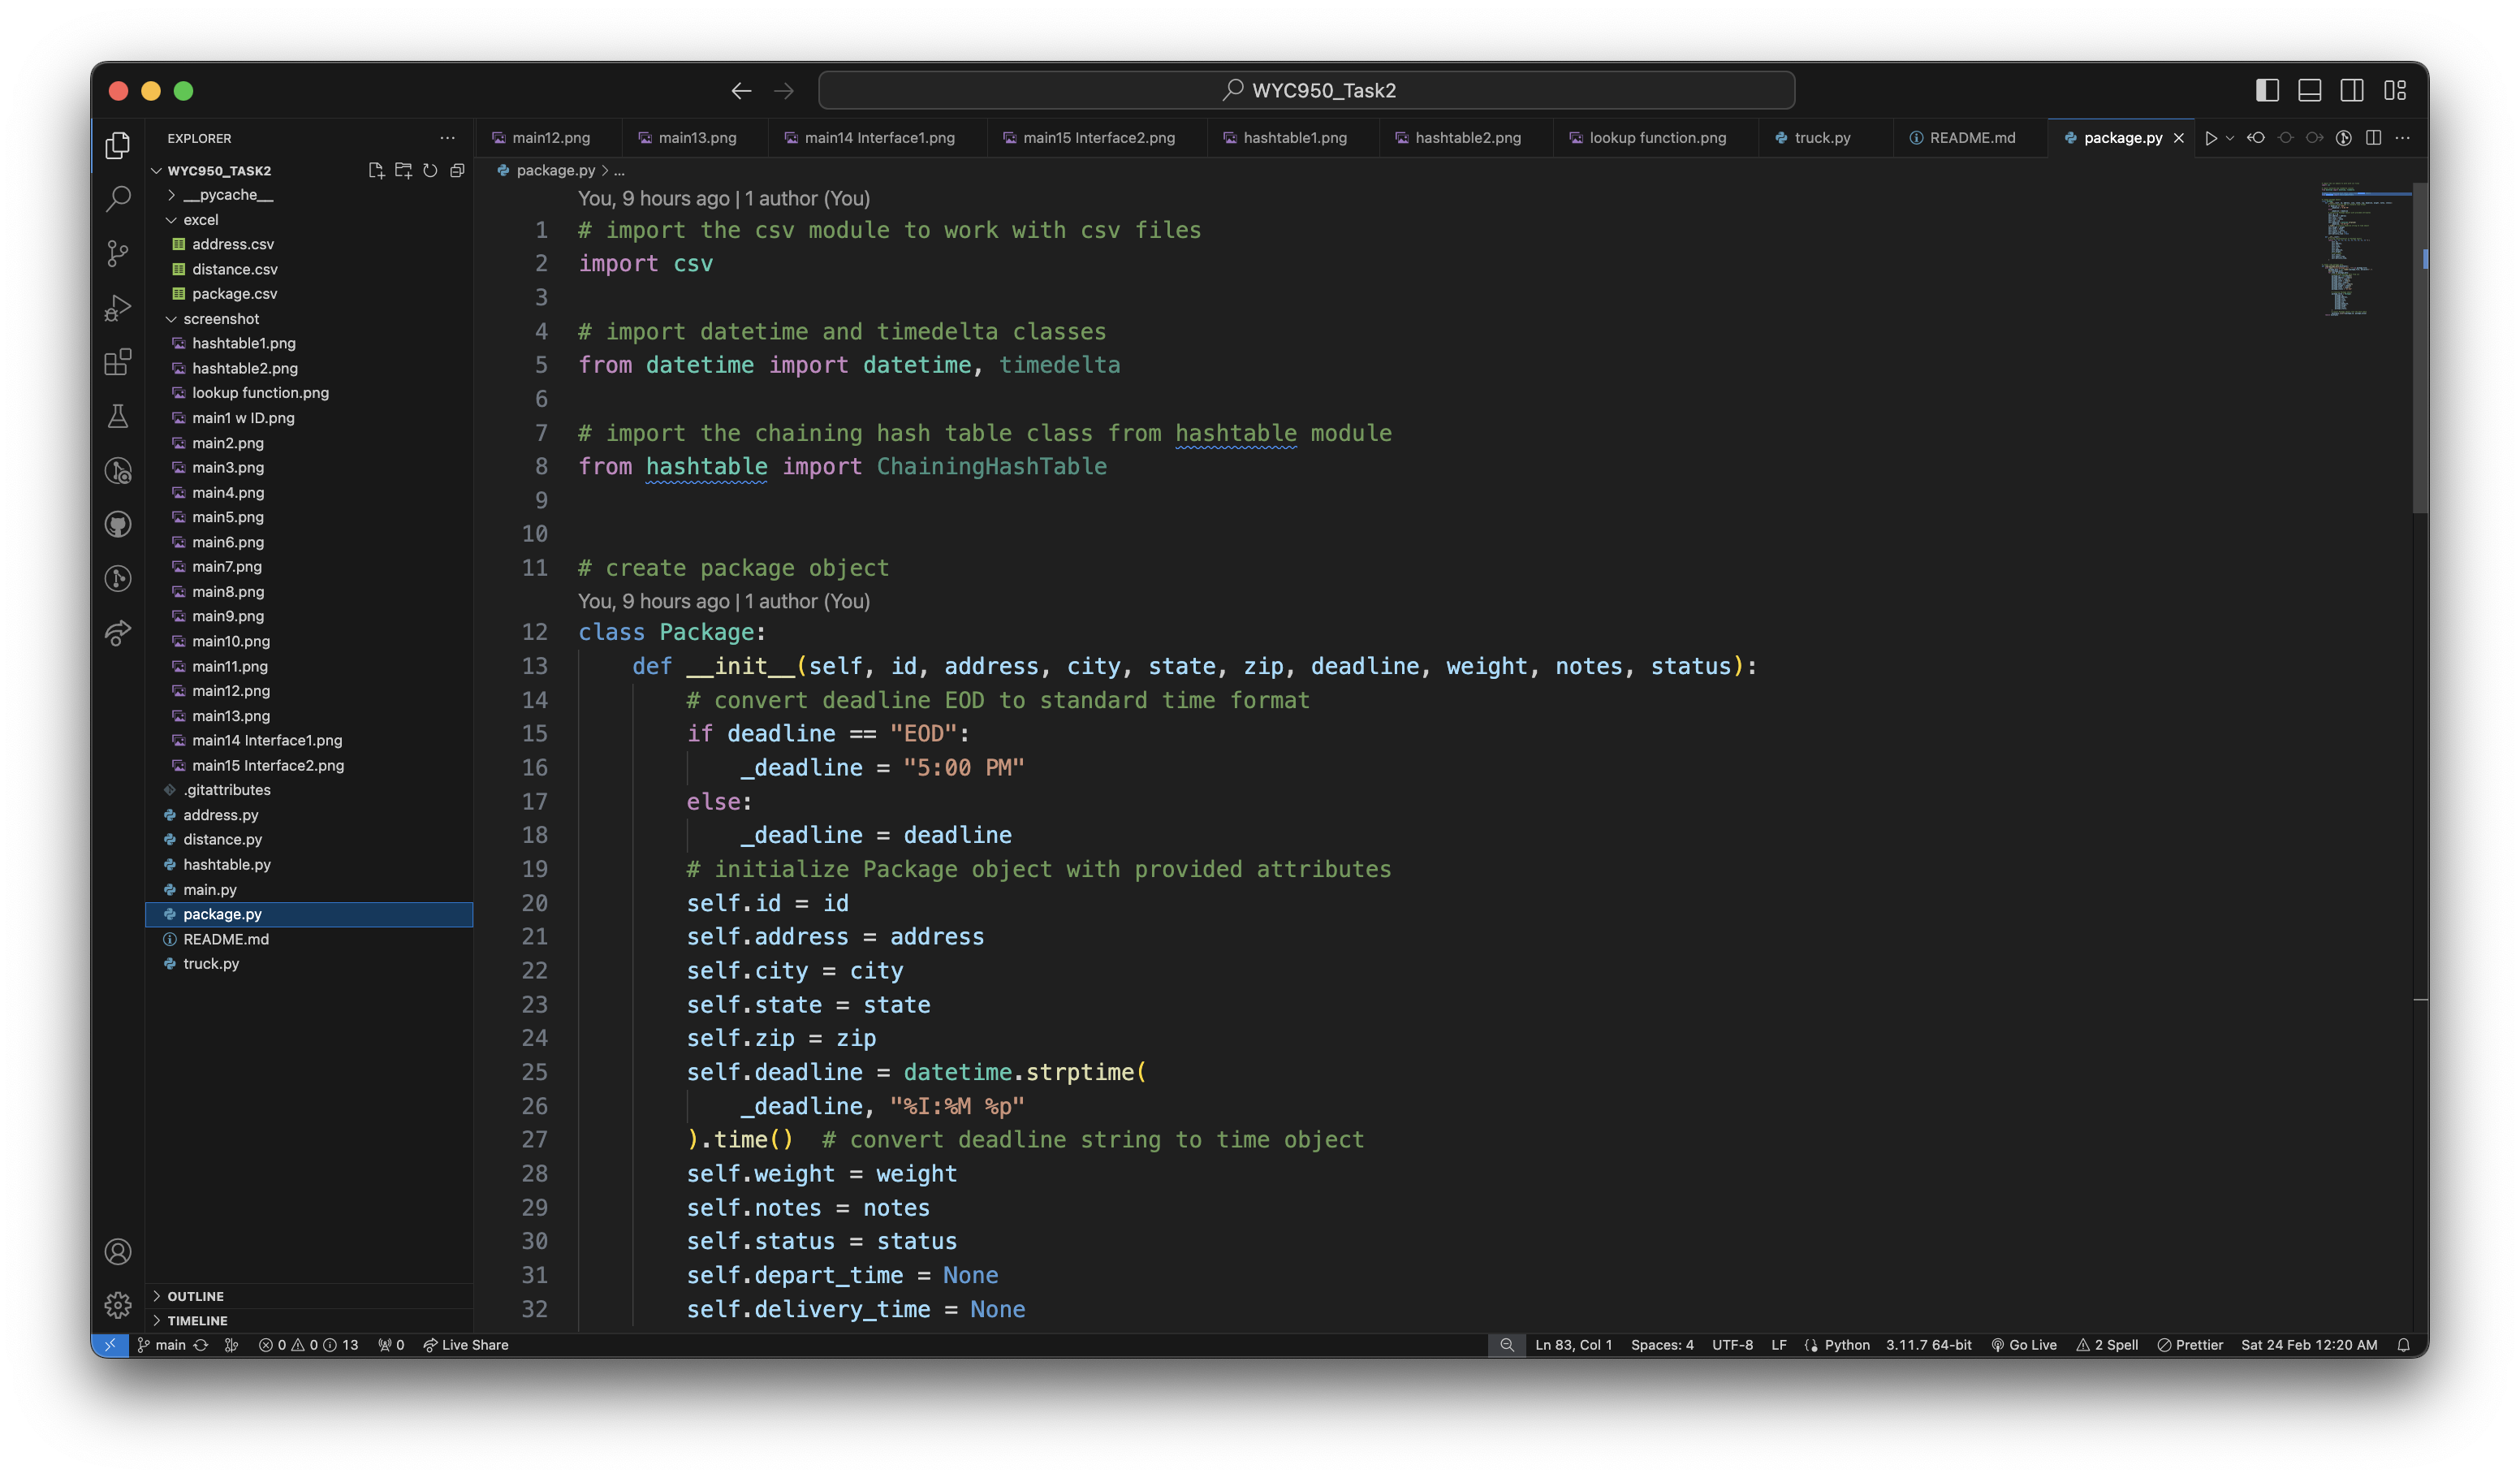 WYC950_Task2
EXPLORER
WYC950_TASK2
__pycache__
excel
address.csv
distance.csv
package.csv
screenshot
hashtable1.png
hashtable2.png
lookup function.png
main1 w ID.png
main2.png
main3.png
main4.png
main5.png
main6.png
main7.png
main8.png
main9.png
main10.png
main11.png
main12.png
main13.png
main14 Interface1.png
main15 Interface2.png
.gitattributes
address.py
distance.py
hashtable.py
main.py
package.py
README.md
truck.py
OUTLINE
TIMELINE
main12.png main13.png main14 Interface1.png main15 Interface2.png hashtable1.png hashtable2.png lookup function.png truck.py README.md package.py
package.py > ...
You, 9 hours ago | 1 author (You)
1 # import the csv module to work with csv files
2 import csv
3
4 # import datetime and timedelta classes
5 from datetime import datetime, timedelta
6
7 # import the chaining hash table class from hashtable module
8 from hashtable import ChainingHashTable
9
10
11 # create package object
You, 9 hours ago | 1 author (You)
12 class Package:
13 def __init__(self, id, address, city, state, zip, deadline, weight, notes, status):
14 # convert deadline EOD to standard time format
15 if deadline == "EOD":
16 _deadline = "5:00 PM"
17 else:
18 _deadline = deadline
19 # initialize Package object with provided attributes
20 self.id = id
21 self.address = address
22 self.city = city
23 self.state = state
24 self.zip = zip
25 self.deadline = datetime.strptime(
26 _deadline, "%I:%M %p"
27 ).time()  # convert deadline string to time object
28 self.weight = weight
29 self.notes = notes
30 self.status = status
31 self.depart_time = None
32 self.delivery_time = None
main 0 0 13 0 Live Share Ln 83, Col 1 Spaces: 4 UTF-8 LF Python 3.11.7 64-bit Go Live 2 Spell Prettier Sat 24 Feb 12:20 AM